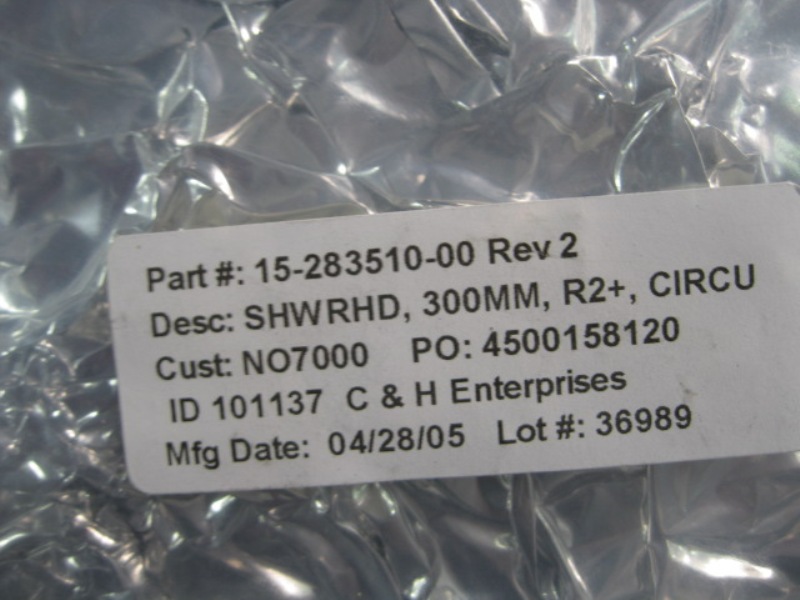 Part #: 15-283510-00 Rev 2
Desc: SHWRHD, 300MM, R2+, CIRCU
Cust: NO7000 PO: 4500158120
ID 101137 C & H Enterprises
Mfg Date: 04/28/05 Lot #: 36989